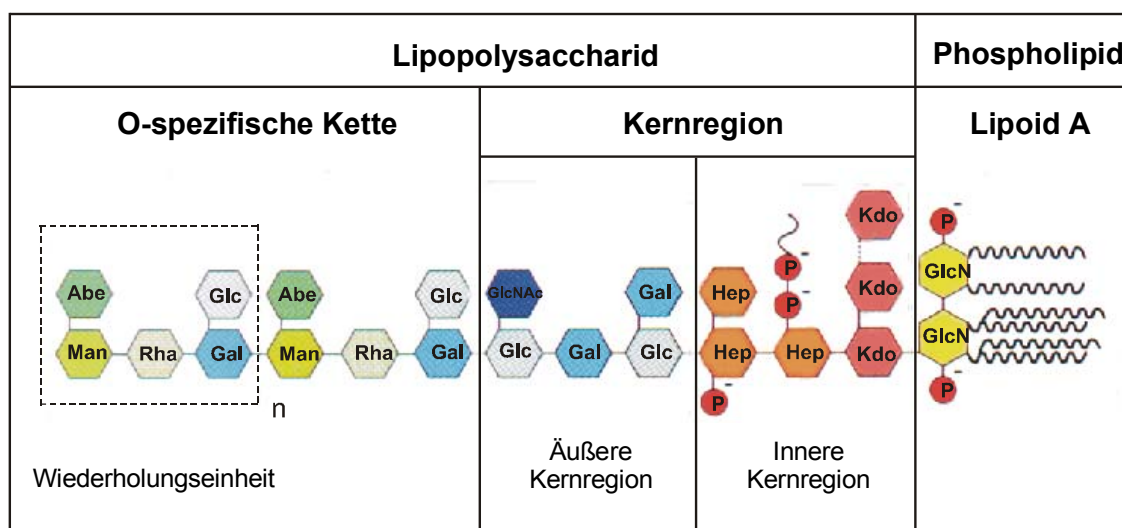 Lipopolysaccharid
Phospholipid
O-spezifische Kette
Kernregion
Lipoid A
Kdo
P
P
Abe
Glc
Abe
Glc
GlcNAc
Gal
Hep
P
Kdo
GlcN
Man
Rha
Gal
Man
Rha
Gal
Glc
Gal
Glc
Hep
Hep
Kdo
GlcN
n
P
P
Wiederholungseinheit
Äußere
Kernregion
Innere
Kernregion